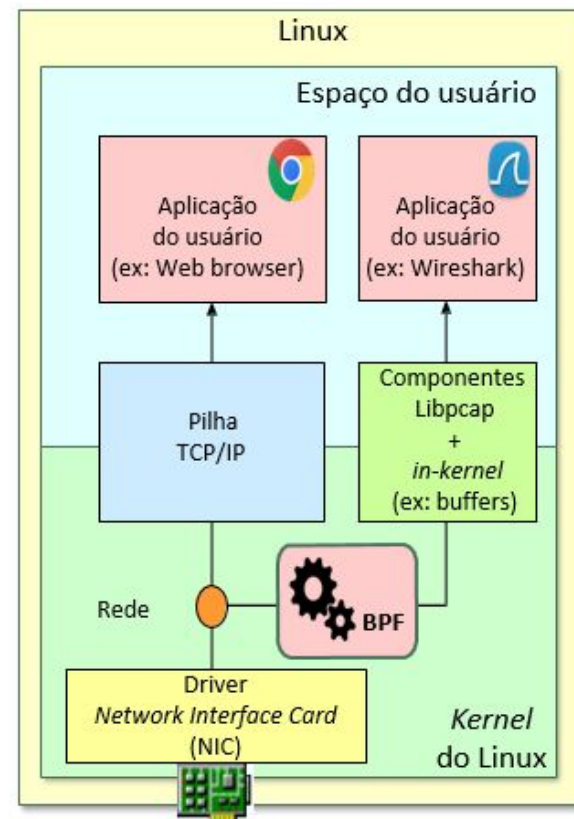 Linux
Espaço do usuário
Aplicação
do usuário
(ex: Web browser)
Aplicação
do usuário
(ex: Wireshark)
Pilha
TCP/IP
Componentes
Libpcap
+
in-kernel
(ex: buffers)
Rede
BPF
Driver
Network Interface Card
(NIC)
Kernel
do Linux